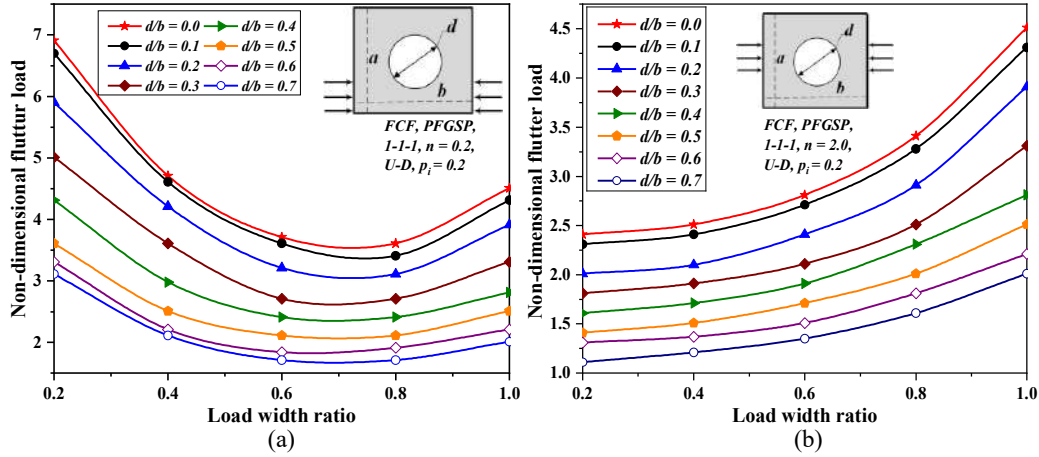 Non-dimensional fluttur load
7
6
5
4
3
2
0.2 0.4 0.6 0.8 1.0
Load width ratio
d/b = 0.0 d/b = 0.4
d/b = 0.1 d/b = 0.5
d/b = 0.2 d/b = 0.6
d/b = 0.3 d/b = 0.7
a
d
b
FCF, PFGSP,
1-1-1, n = 0.2,
U-D, pi = 0.2
(a)
Non-dimensional flutter load
4.5
4.0
3.5
3.0
2.5
2.0
1.5
1.0
0.2 0.4 0.6 0.8 1.0
Load width ratio
d/b = 0.0
d/b = 0.1
d/b = 0.2
d/b = 0.3
d/b = 0.4
d/b = 0.5
d/b = 0.6
d/b = 0.7
a
d
b
FCF, PFGSP,
1-1-1, n = 2.0,
U-D, pi = 0.2
(b)